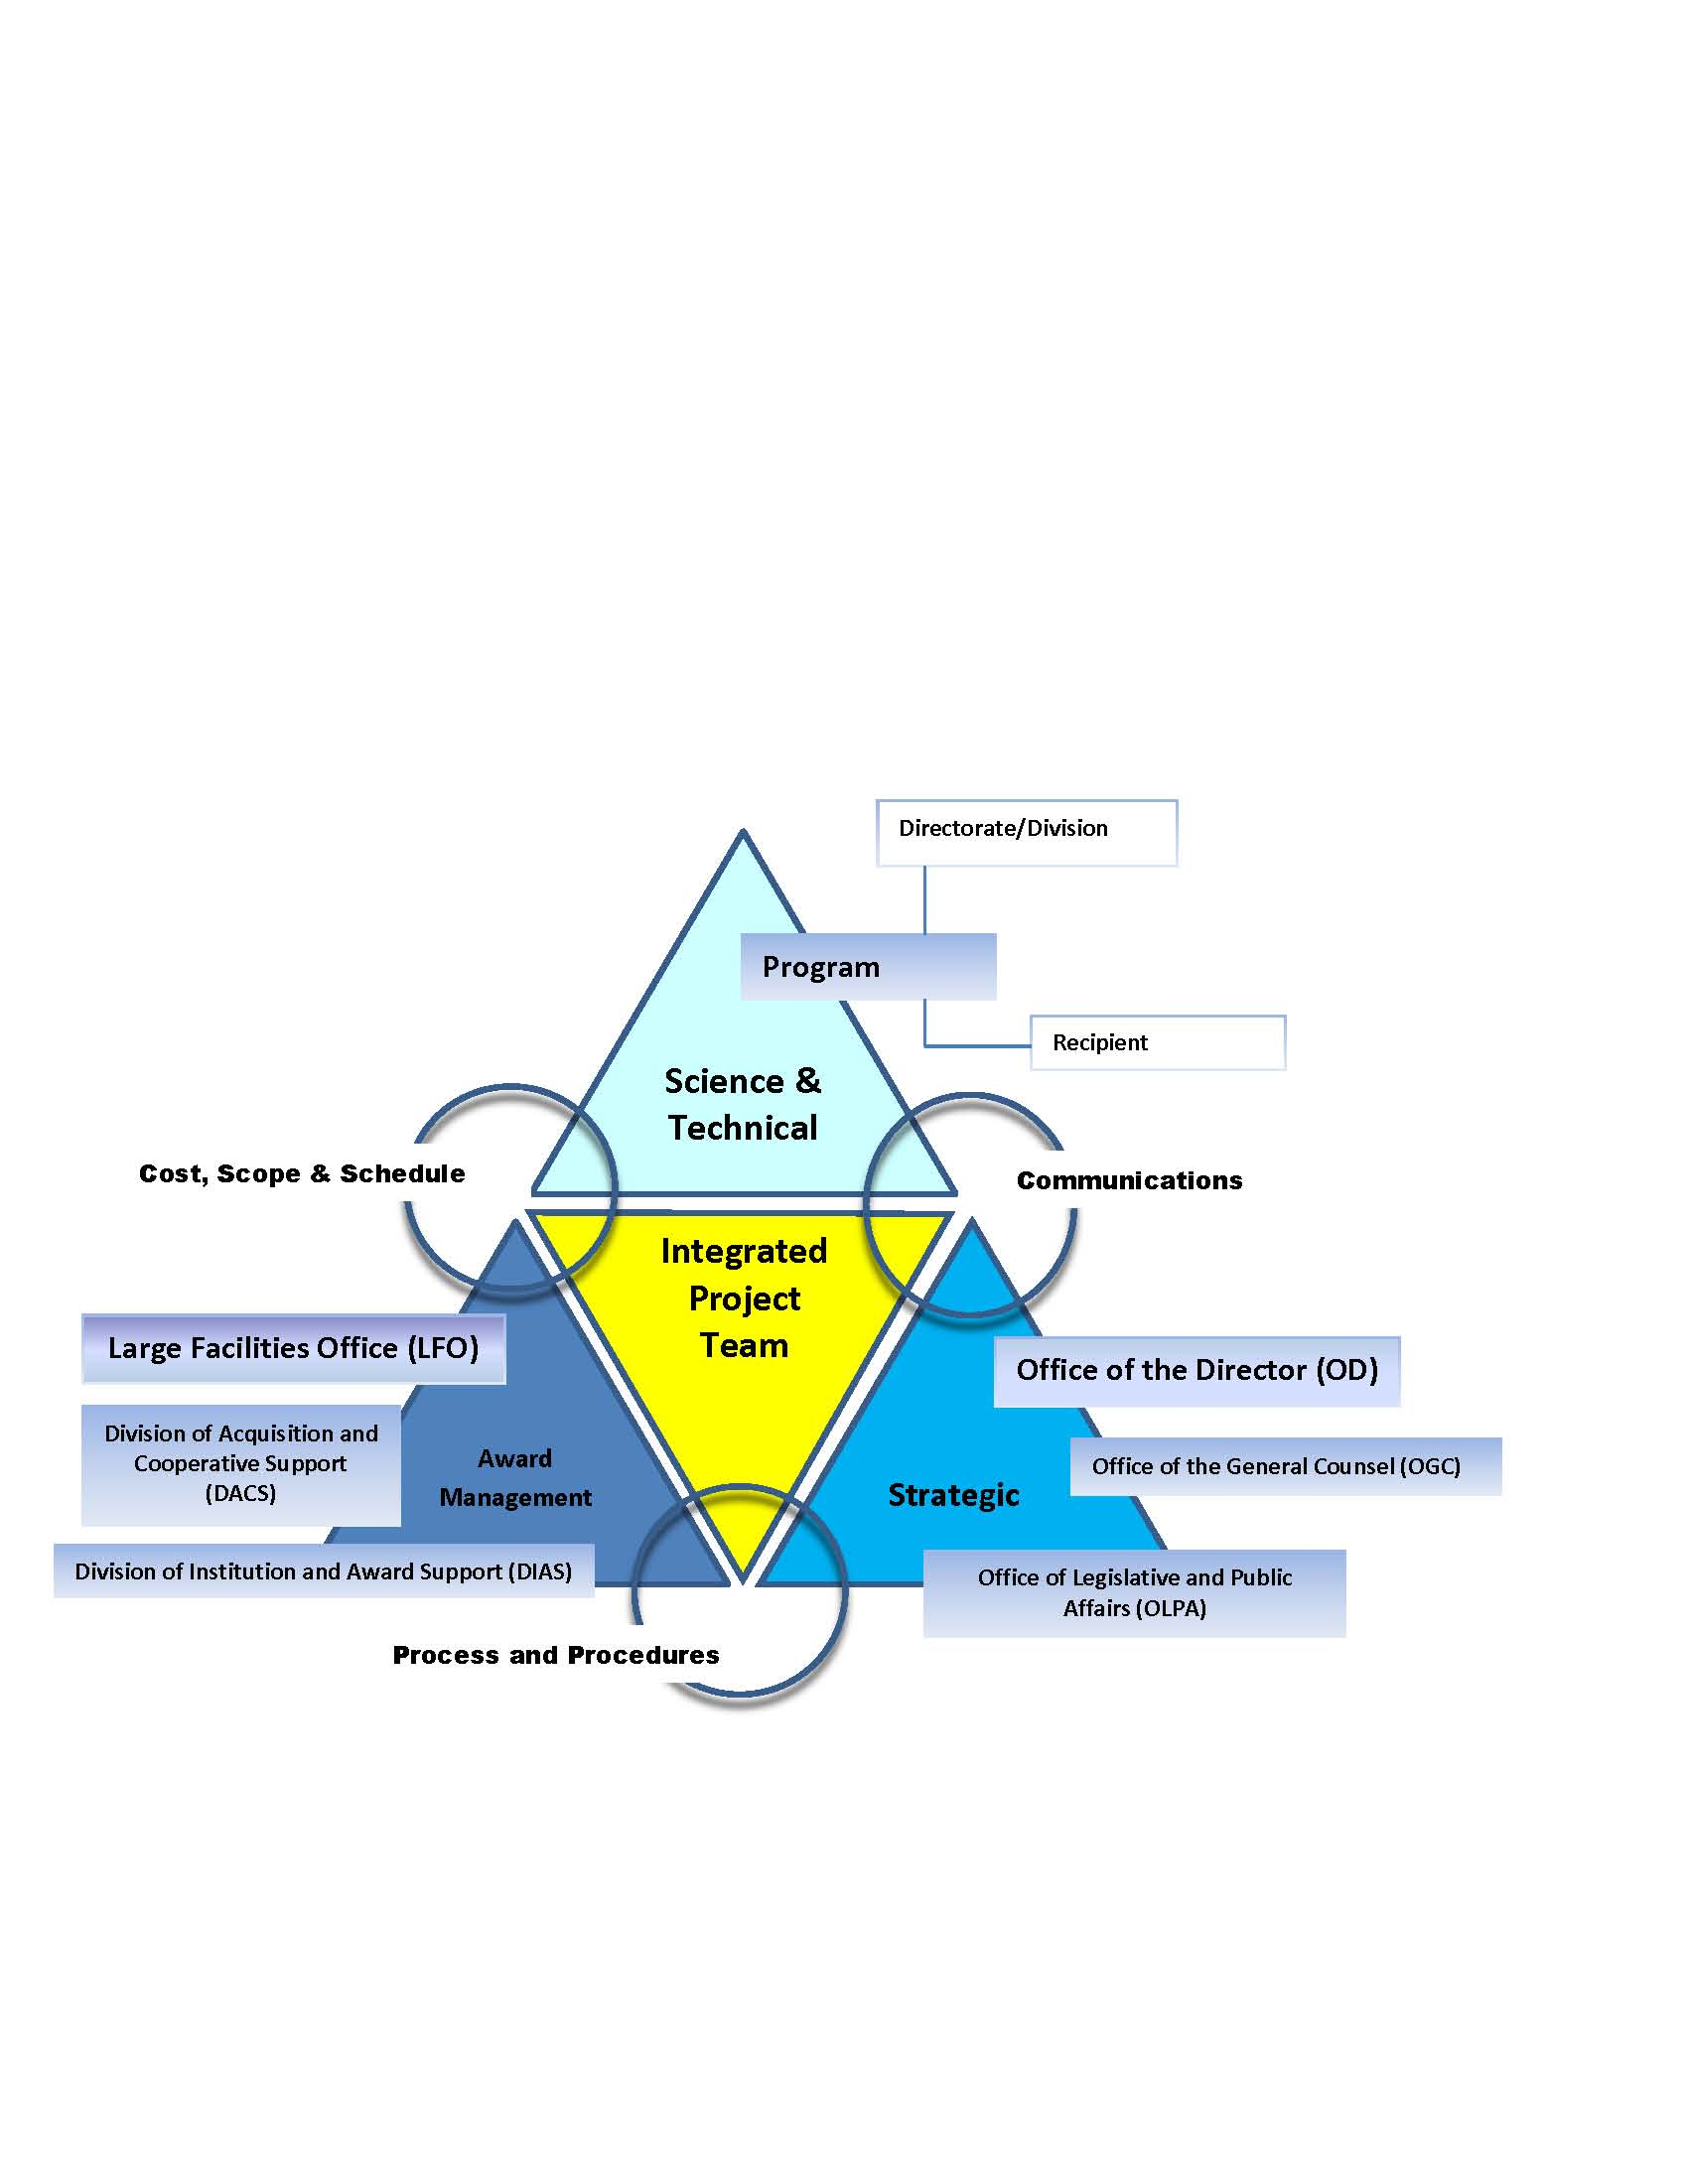 Directorate/Division
Program
Recipient
Science &
Technical
Cost, Scope & Schedule
Communications
Integrated
Project
Team
Large Facilities Office (LFO)
Office of the Director (OD)
Division of Acquisition and
Cooperative Support
(DACS)
Award
Management
Strategic
Office of the General Counsel (OGC)
Division of Institution and Award Support (DIAS)
Office of Legislative and Public
Affairs (OLPA)
Process and Procedures